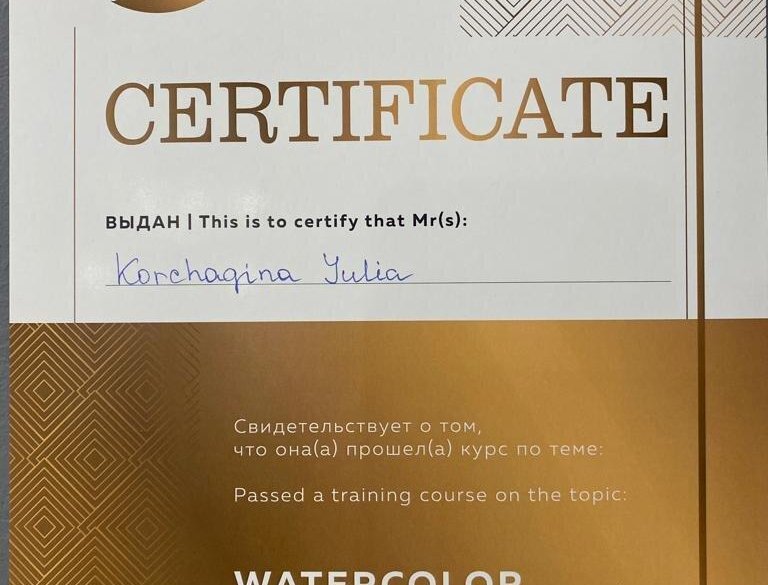 CERTIFICATE
ВЫДАН | This is to certify that Mr(s):
Korchagina Yulia
Свидетельствует о том,
что она(а) прошел(а) курс по теме:
Passed a training course on the topic:
WATERCOLOR